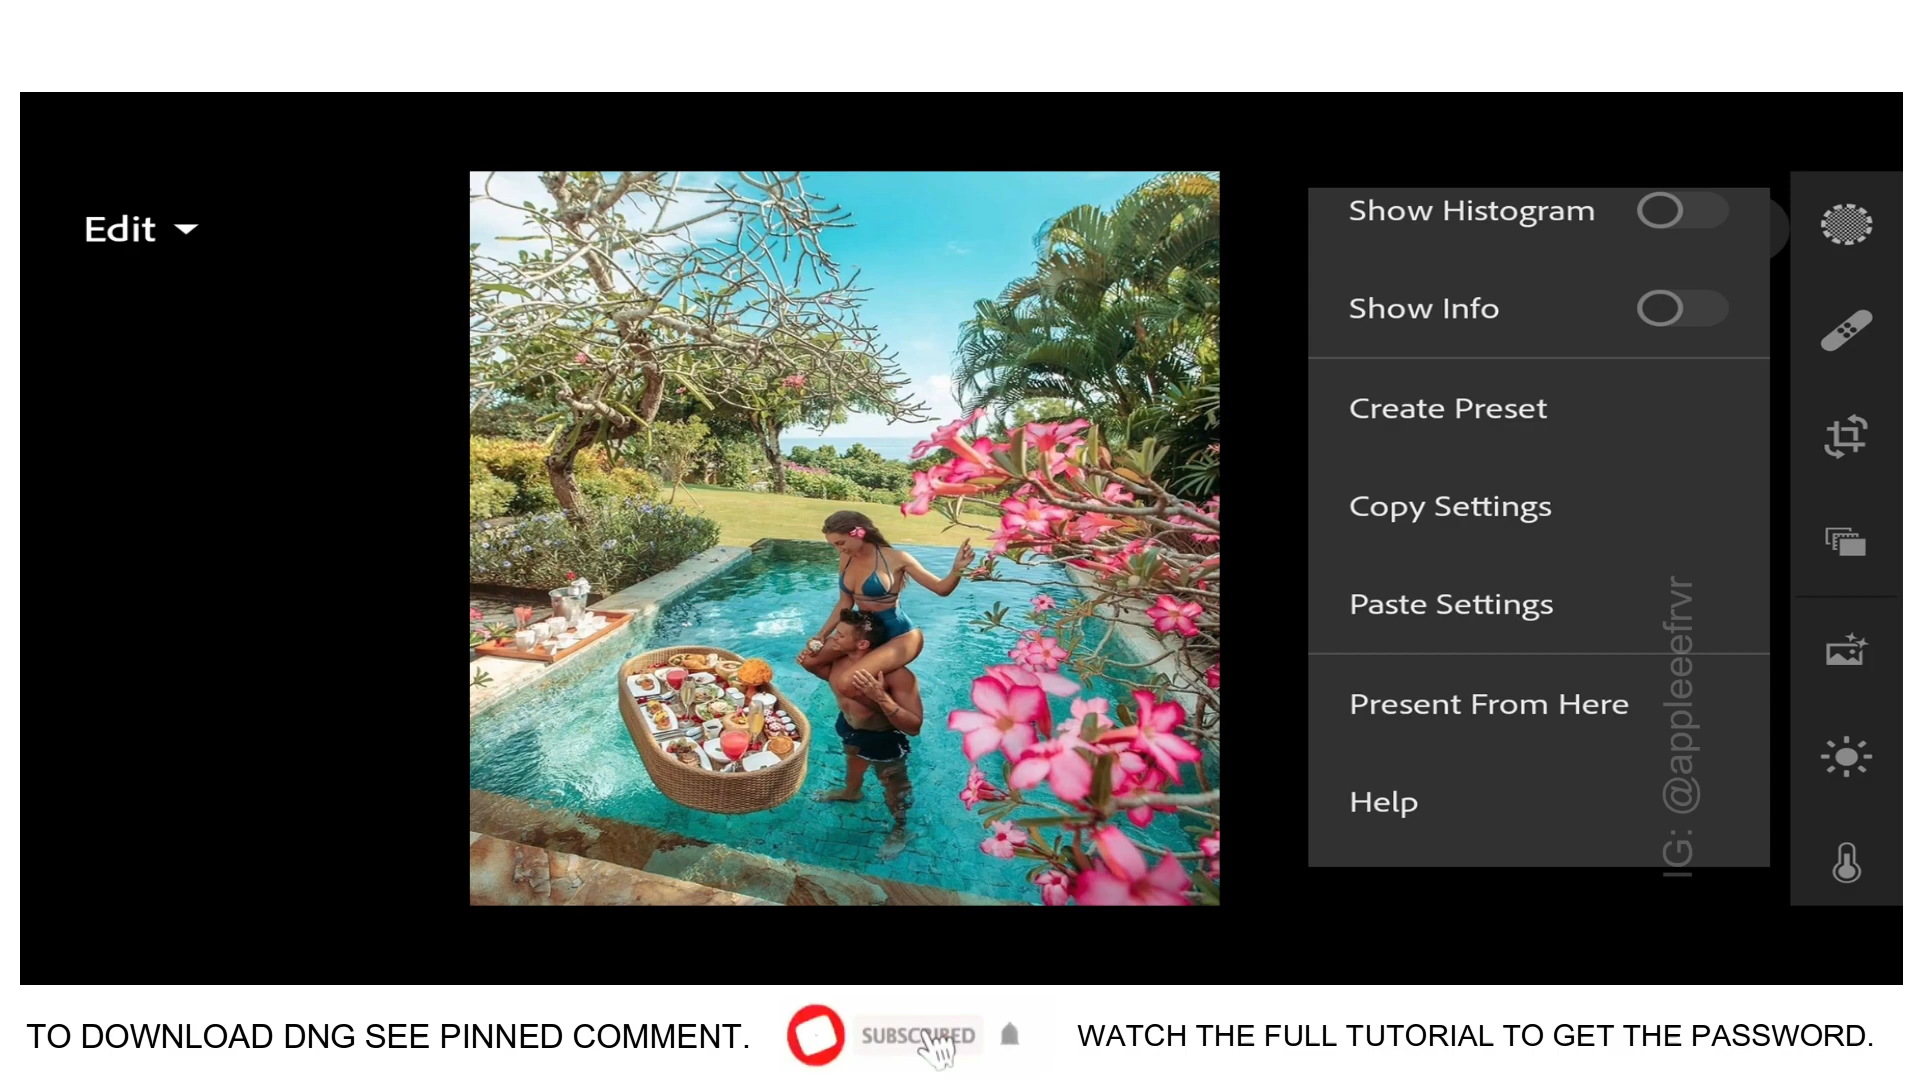 Edit
Show Histogram
Show Info
Create Preset
Copy Settings
Paste Settings
Present From Here
Help
IG: @appleeefrvr
TO DOWNLOAD DNG SEE PINNED COMMENT.
SUBSCRIBED
WATCH THE FULL TUTORIAL TO GET THE PASSWORD.